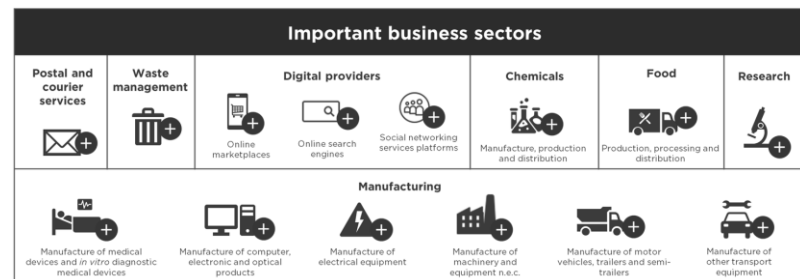 Important business sectors
Postal and
courier
services
Waste
management
Digital providers
Online
marketplaces
Online search
engines
Social networking
services platforms
Chemicals
Manufacture, production
and distribution
Food
Production, processing and
distribution
Research
Manufacturing
Manufacture of medical
devices and in vitro diagnostic
medical devices
Manufacture of computer,
electronic and optical
products
Manufacture of
electrical equipment
Manufacture of
machinery and
equipment n.e.c.
Manufacture of motor
vehicles, trailers and semi-
trailers
Manufacture of
other transport
equipment